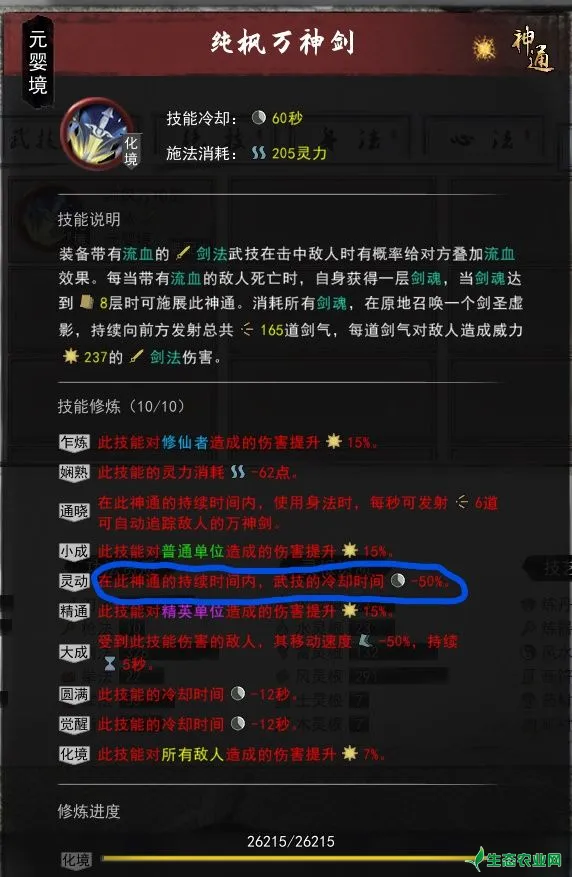 元婴境
纯枫万神剑
神通
技能冷却： 60秒
施法消耗： 205灵力
化境
技能说明
装备带有流血的 剑法武技在击中敌人时有概率给对方叠加流血
效果。每当带有流血的敌人死亡时，自身获得一层剑魂，当剑魂达
到 8层时可施展此神通。消耗所有剑魂，在原地召唤一个剑圣虚
影，持续向前方发射总共 165道剑气，每道剑气对敌人造成威力
237的 剑法伤害。
技能修炼（10/10）
乍炼 此技能对修仙者造成的伤害提升 15%。
娴熟 此技能的灵力消耗 -62点。
通晓 在此神通的持续时间内，使用身法时，每秒可发射 6道
可自动追踪敌人的万神剑。
小成 此技能对普通单位造成的伤害提升 15%。
灵动 在此神通的持续时间内，武技的冷却时间 -50%。
精通 此技能对精英单位造成的伤害提升 15%。
大成 受到此技能伤害的敌人，其移动速度 -50%，持续
5秒。
圆满 此技能的冷却时间 -12秒。
觉醒 此技能的冷却时间 -12秒。
化境 此技能对所有敌人造成的伤害提升 7%。
修炼进度
26215/26215
化境
生态农业网